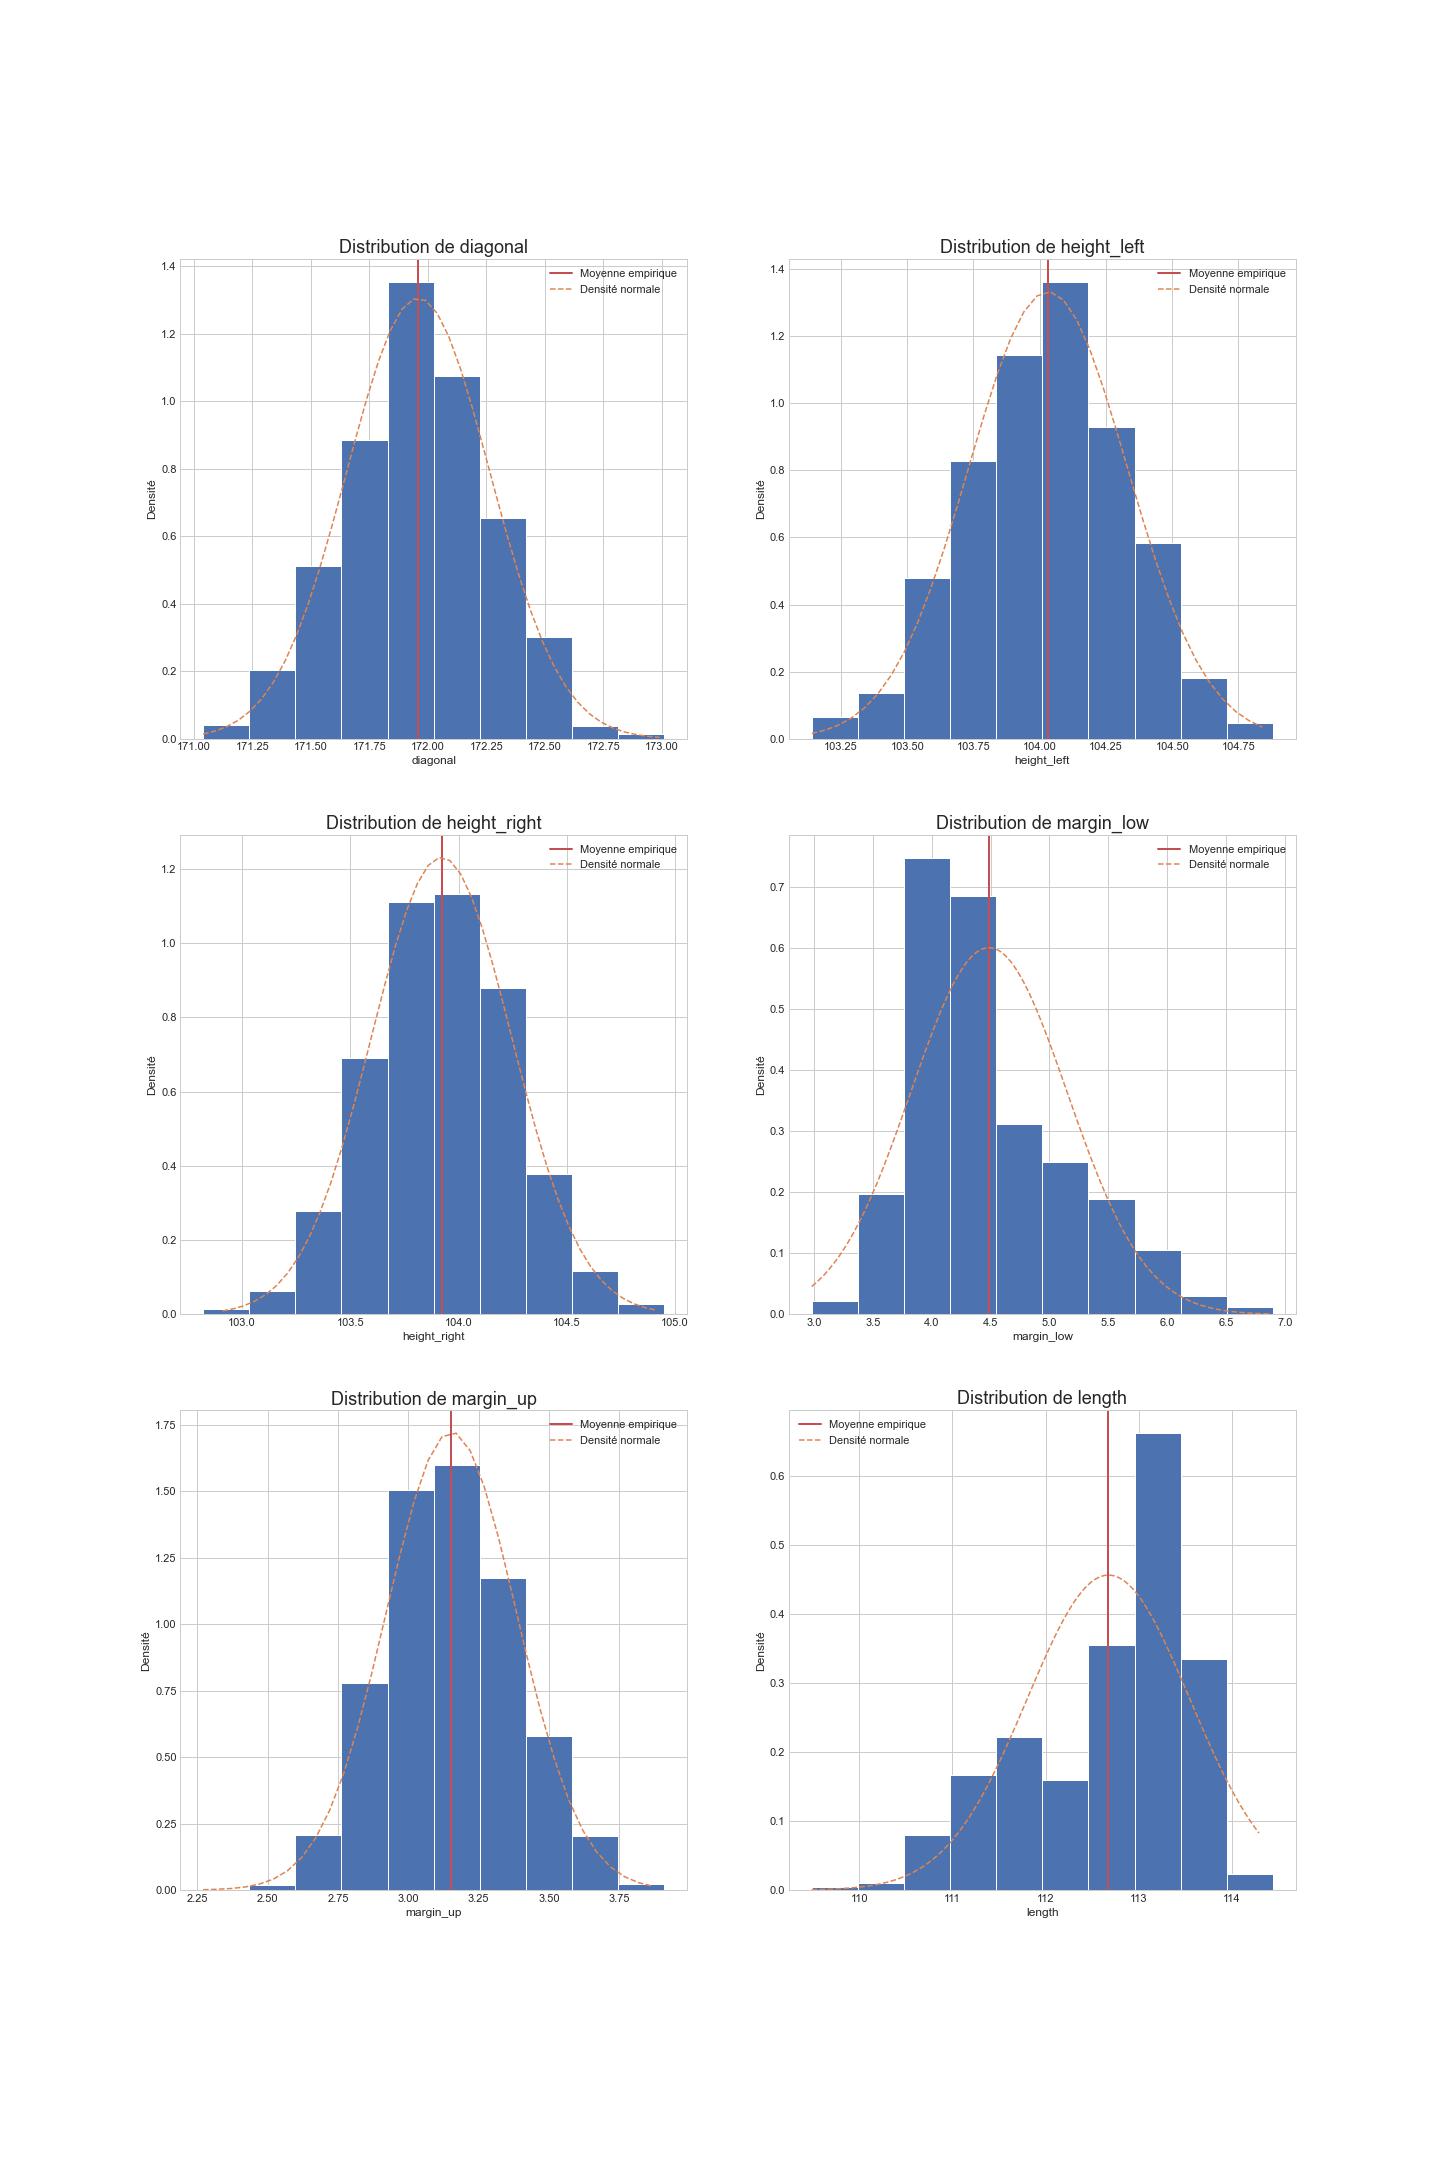 Distribution de diagonal
1.4
1.2
1.0
0.8
0.6
0.4
0.2
0.0
Densité
Moyenne empirique
Densité normale
171.00 171.25 171.50 171.75 172.00 172.25 172.50 172.75 173.00
diagonal
Distribution de height_left
1.4
1.2
1.0
0.8
0.6
0.4
0.2
0.0
Densité
Moyenne empirique
Densité normale
103.25 103.50 103.75 104.00 104.25 104.50 104.75
height_left
Distribution de height_right
1.2
1.0
0.8
0.6
0.4
0.2
0.0
Densité
Moyenne empirique
Densité normale
103.0 103.5 104.0 104.5 105.0
height_right
Distribution de margin_low
0.7
0.6
0.5
0.4
0.3
0.2
0.1
0.0
Densité
Moyenne empirique
Densité normale
3.0 3.5 4.0 4.5 5.0 5.5 6.0 6.5 7.0
margin_low
Distribution de margin_up
1.75
1.50
1.25
1.00
0.75
0.50
0.25
0.00
Densité
Moyenne empirique
Densité normale
2.25 2.50 2.75 3.00 3.25 3.50 3.75
margin_up
Distribution de length
0.6
0.5
0.4
0.3
0.2
0.1
0.0
Densité
Moyenne empirique
Densité normale
110 111 112 113 114
length